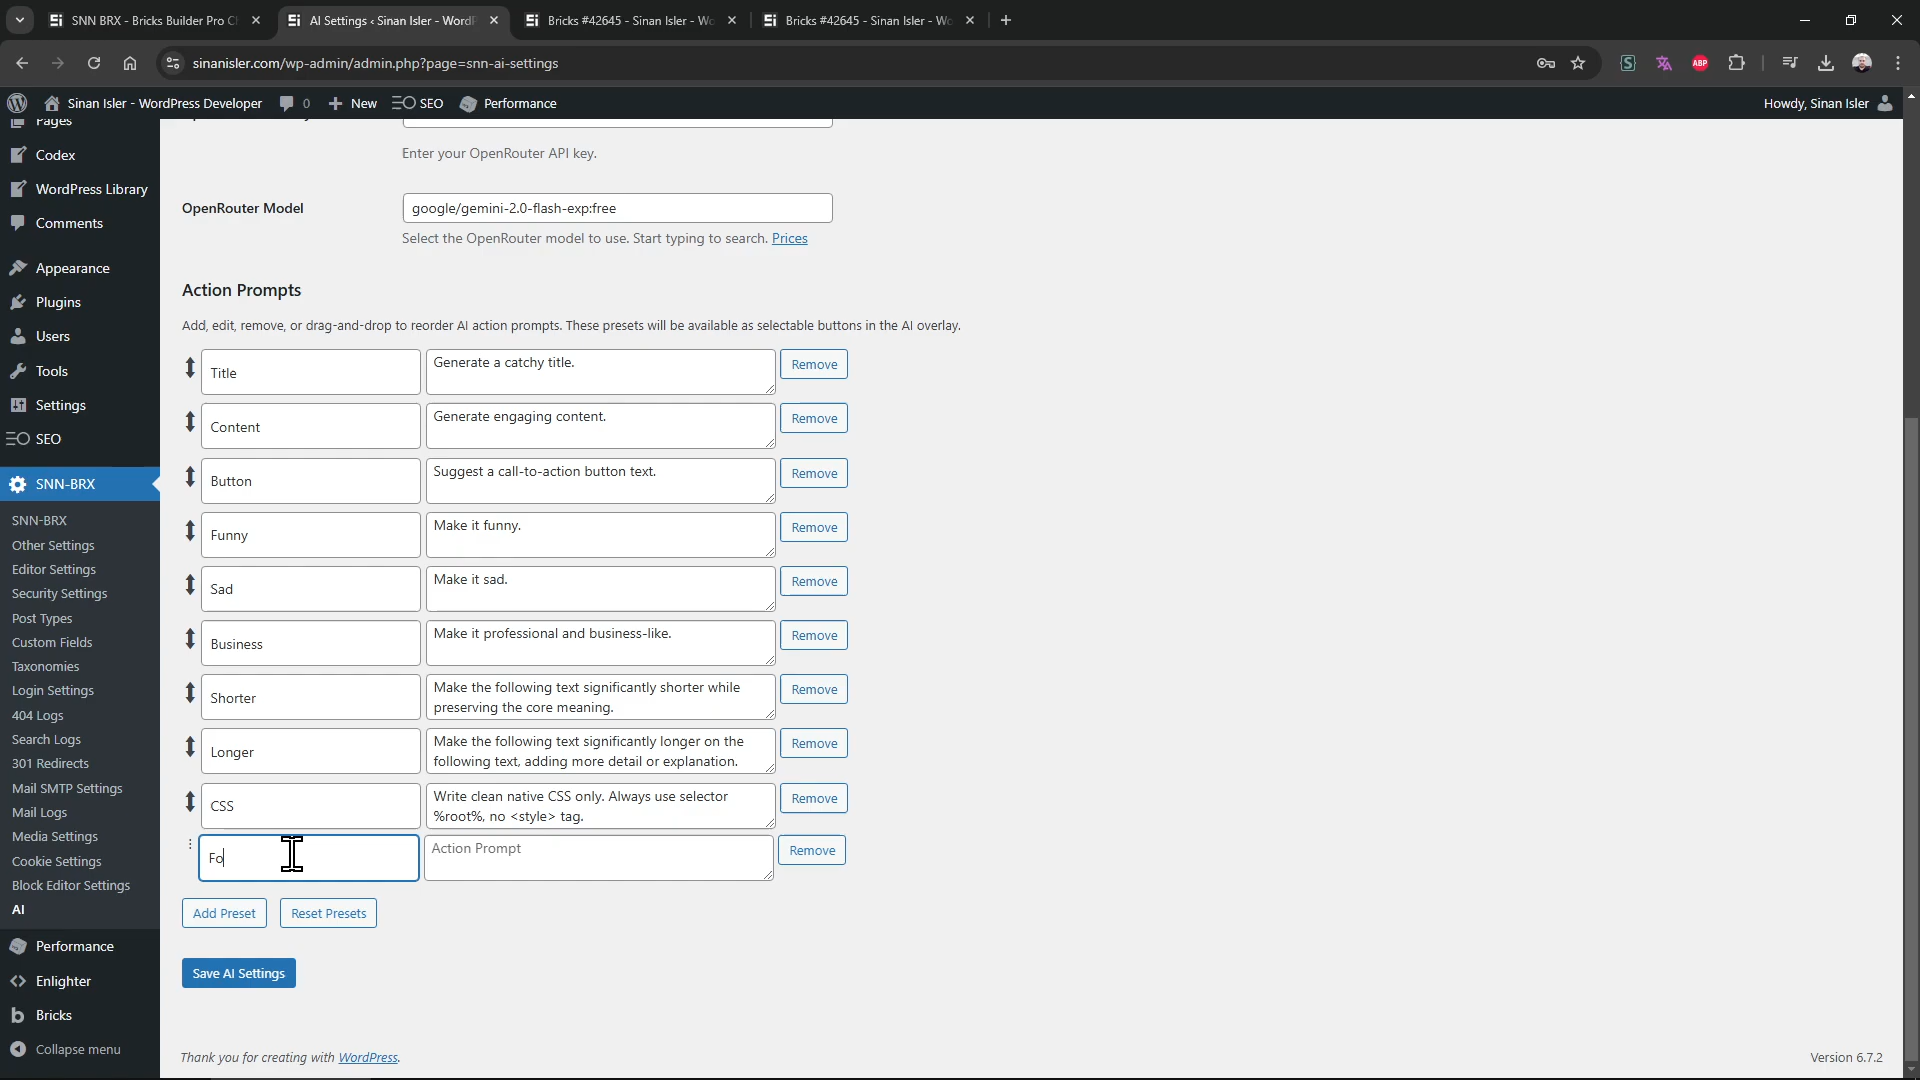 SNN BRX - Bricks Builder Pro Ch
AI Settings ‹ Sinan Isler - WordP
Bricks #42645 - Sinan Isler - Wo
Bricks #42645 - Sinan Isler - Wo
sinanisler.com/wp-admin/admin.php?page=snn-ai-settings
ABP
Sinan Isler - WordPress Developer
0
New
SEO
Performance
Howdy, Sinan Isler
Pages
Codex
WordPress Library
Comments
Appearance
Plugins
Users
Tools
Settings
SEO
SNN-BRX
SNN-BRX
Other Settings
Editor Settings
Security Settings
Post Types
Custom Fields
Taxonomies
Login Settings
404 Logs
Search Logs
301 Redirects
Mail SMTP Settings
Mail Logs
Media Settings
Cookie Settings
Block Editor Settings
AI
Performance
Enlighter
Bricks
Collapse menu
Enter your OpenRouter API key.
OpenRouter Model
google/gemini-2.0-flash-exp:free
Select the OpenRouter model to use. Start typing to search. Prices
Action Prompts
Add, edit, remove, or drag-and-drop to reorder AI action prompts. These presets will be available as selectable buttons in the AI overlay.
Title
Generate a catchy title.
Remove
Content
Generate engaging content.
Remove
Button
Suggest a call-to-action button text.
Remove
Funny
Make it funny.
Remove
Sad
Make it sad.
Remove
Business
Make it professional and business-like.
Remove
Shorter
Make the following text significantly shorter while
preserving the core meaning.
Remove
Longer
Make the following text significantly longer on the
following text, adding more detail or explanation.
Remove
CSS
Write clean native CSS only. Always use selector
%root%, no <style> tag.
Remove
Fo
Action Prompt
Remove
Add Preset
Reset Presets
Save AI Settings
Thank you for creating with WordPress.
Version 6.7.2